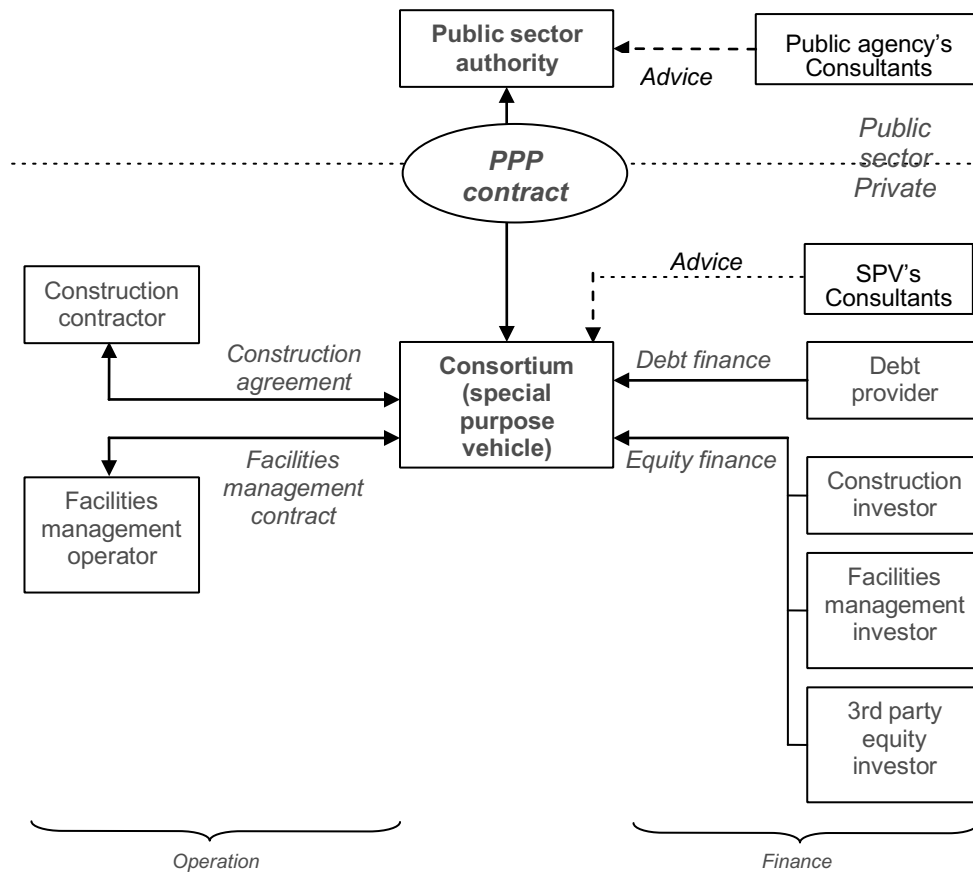 Public sector
authority
Advice
Public agency's
Consultants
Public
sector
Private
PPP
contract
Advice
SPV's
Consultants
Construction
contractor
Construction
agreement
Consortium
(special
purpose
vehicle)
Debt finance
Debt
provider
Facilities
management
contract
Equity finance
Facilities
management
operator
Construction
investor
Facilities
management
investor
3rd party
equity
investor
Operation
Finance